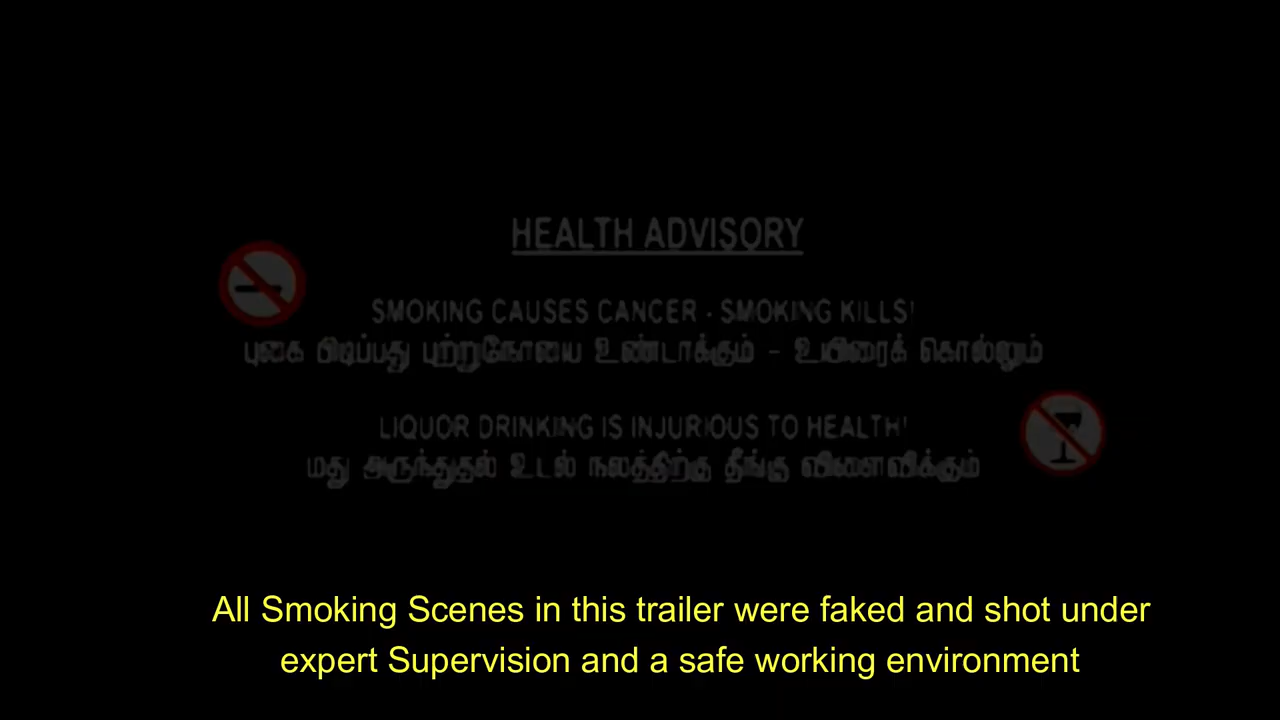 HEALTH ADVISORY
SMOKING CAUSES CANCER - SMOKING KILLS!
புகை பிடிப்பது புற்றுநோயை உண்டாக்கும் - உயிரைக் கொல்லும்
LIQUOR DRINKING IS INJURIOUS TO HEALTH!
மது அருந்துதல் உடல் நலத்திற்கு தீங்கு விளைவிக்கும்
All Smoking Scenes in this trailer were faked and shot under
expert Supervision and a safe working environment